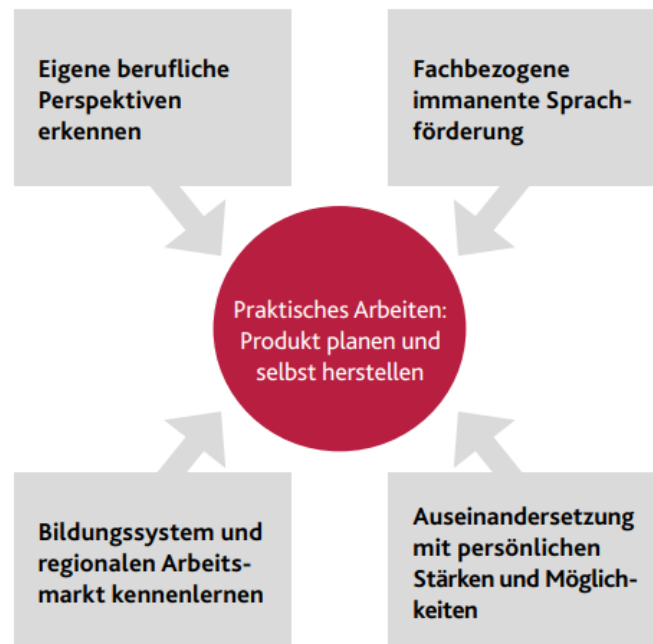 Eigene berufliche
Perspektiven
erkennen
Fachbezogene
immanente Sprach-
förderung
Praktisches Arbeiten:
Produkt planen und
selbst herstellen
Bildungssystem und
regionalen Arbeits-
markt kennenlernen
Auseinandersetzung
mit persönlichen
Stärken und Möglich-
keiten